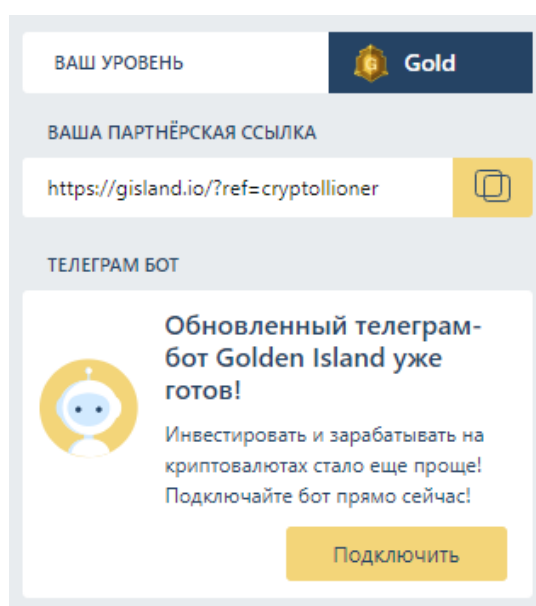 ВАШ УРОВЕНЬ
G Gold
ВАША ПАРТНЁРСКАЯ ССЫЛКА
https://gisland.io/?ref=cryptollioner
ТЕЛЕГРАМ БОТ
Обновленный телеграм-
бот Golden Island уже
готов!
Инвестировать и зарабатывать на
криптовалютах стало еще проще!
Подключайте бот прямо сейчас!
Подключить